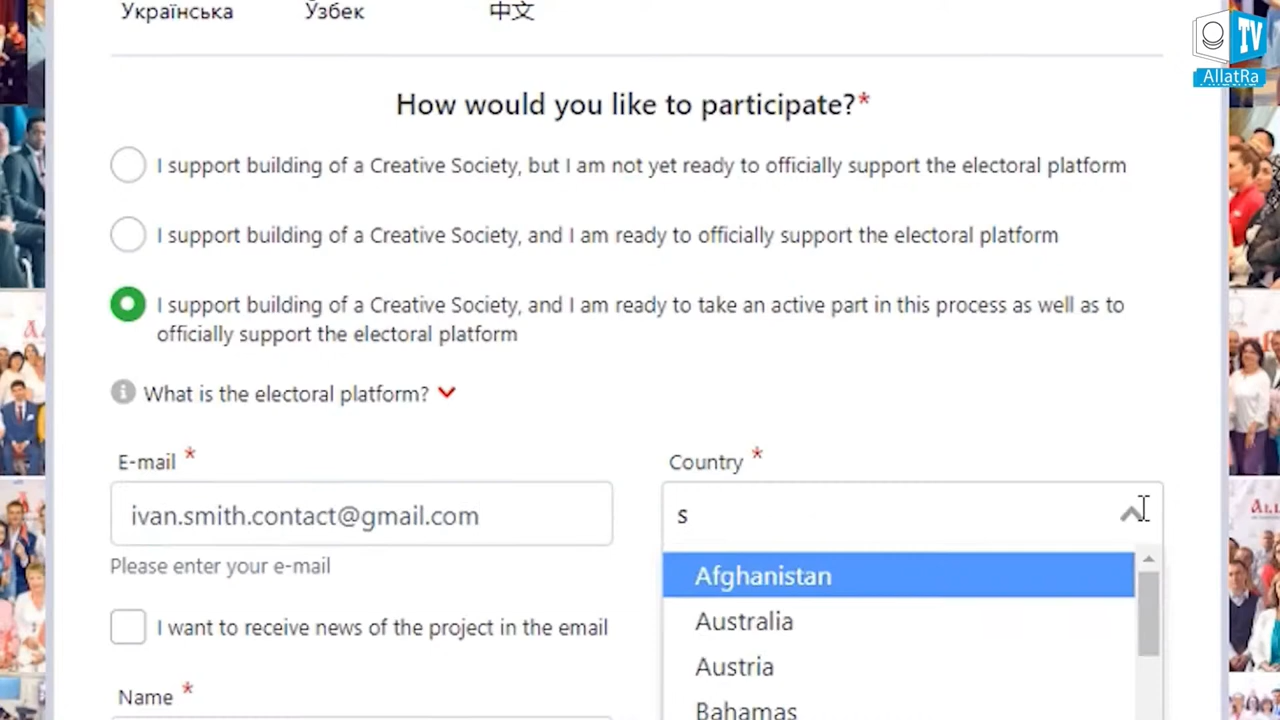 Українська Ўзбек 中文
TV
AllatRa
How would you like to participate?*
I support building of a Creative Society, but I am not yet ready to officially support the electoral platform
I support building of a Creative Society, and I am ready to officially support the electoral platform
I support building of a Creative Society, and I am ready to take an active part in this process as well as to
officially support the electoral platform
What is the electoral platform?
E-mail *
Country *
ivan.smith.contact@gmail.com
s
Please enter your e-mail
Afghanistan
Australia
Austria
Bahamas
I want to receive news of the project in the email
Name *